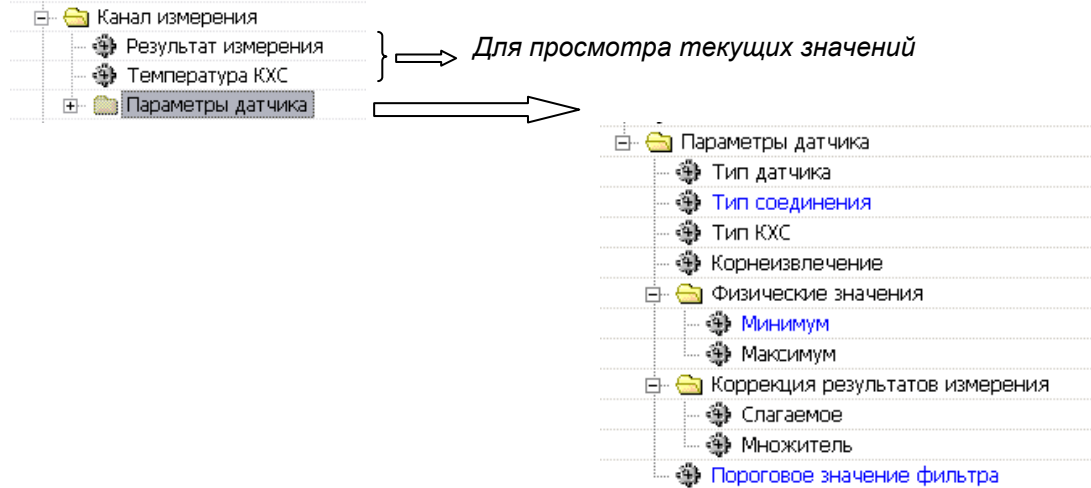 Канал измерения
Результат измерения
Температура КХС
Для просмотра текущих значений
Параметры датчика
Параметры датчика
Тип датчика
Тип соединения
Тип КХС
Корнеизвлечение
Физические значения
Минимум
Максимум
Коррекция результатов измерения
Слагаемое
Множитель
Пороговое значение фильтра